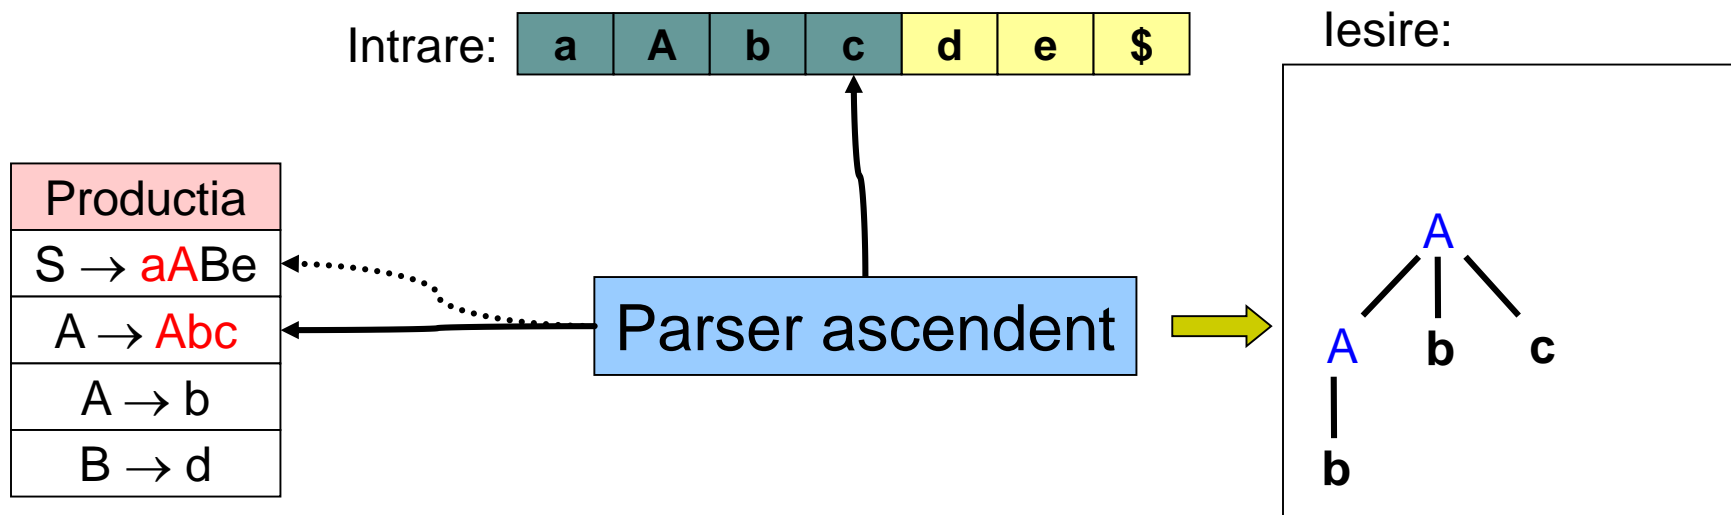 Iesire:
Intrare: a A b c d e $
Productia
S → aABe
A → Abc
A → b
B → d
Parser ascendent
A
A b c
b